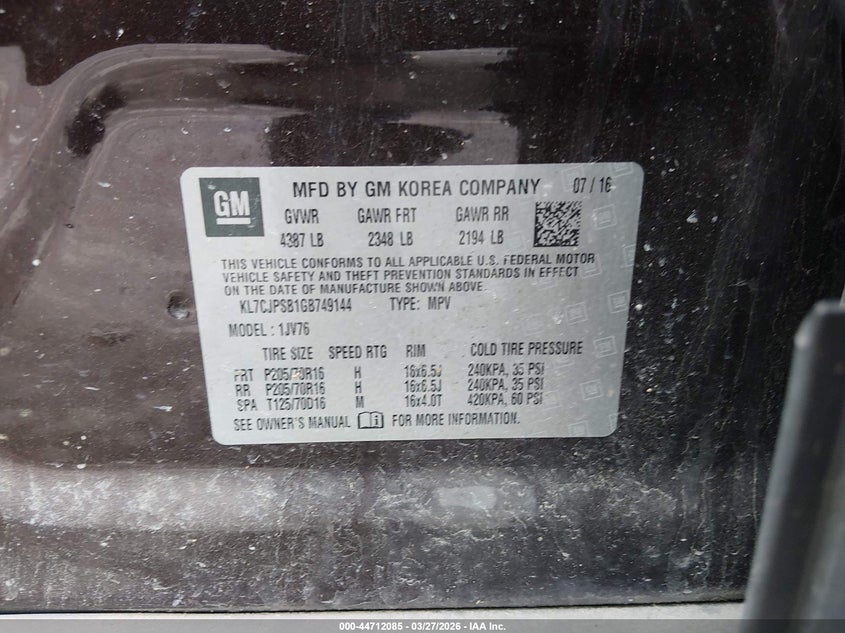 GM MFD BY GM KOREA COMPANY 07/16
GVWR GAWR FRT GAWR RR
4387 LB 2348 LB 2194 LB
THIS VEHICLE CONFORMS TO ALL APPLICABLE U.S. FEDERAL MOTOR
VEHICLE SAFETY AND THEFT PREVENTION STANDARDS IN EFFECT
ON THE DATE OF MANUFACTURE SHOWN ABOVE.
KL7CJPSB1GB749144 TYPE: MPV
MODEL: 1JV76
TIRE SIZE SPEED RTG RIM COLD TIRE PRESSURE
FRT P205/70R16 H 16x6.5J 240KPA, 35 PSI
RR P205/70R16 H 16x6.5J 240KPA, 35 PSI
SPA T125/70D16 M 16x4.0T 420KPA, 60 PSI
SEE OWNER'S MANUAL FOR MORE INFORMATION.
000-44712085 — 03/27/2026 — IAA Inc.